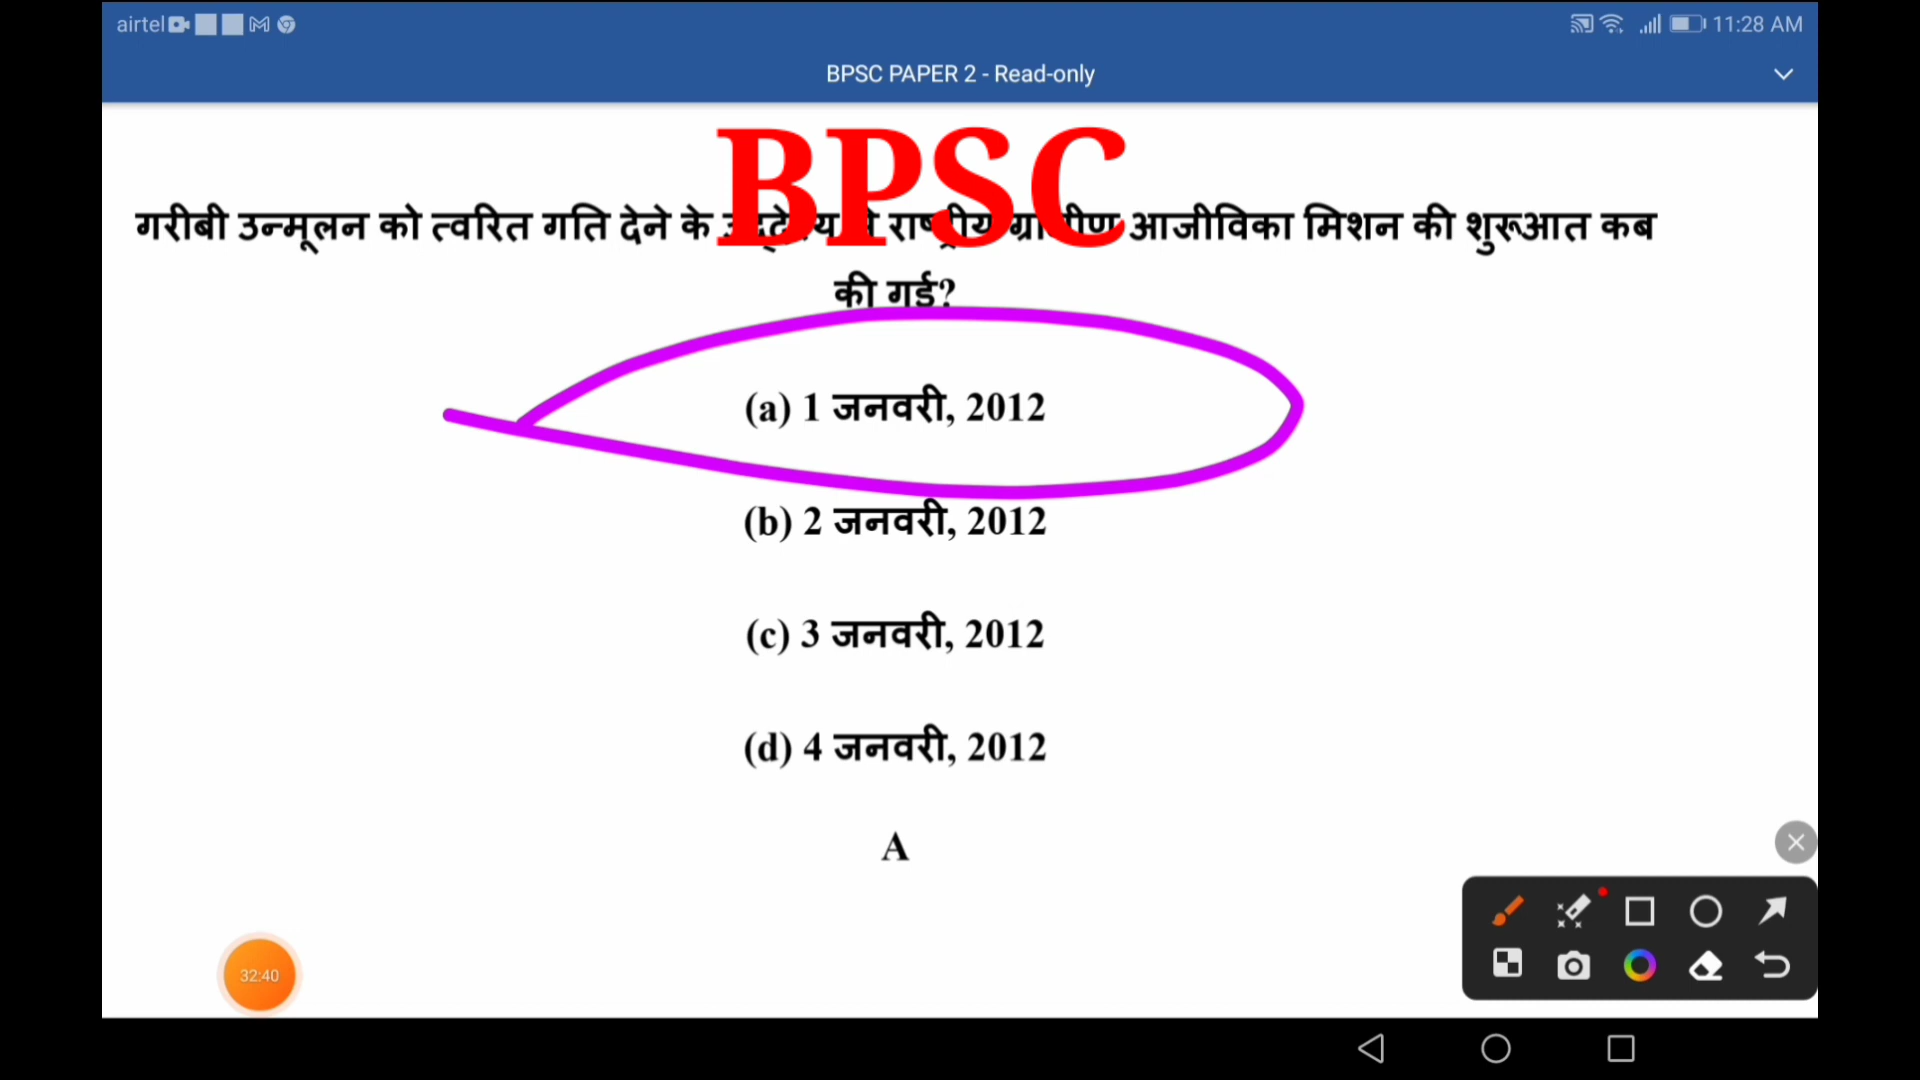 airtel
11:28 AM
BPSC PAPER 2 - Read-only
BPSC
गरीबी उन्मूलन को त्वरित गति देने के उद्देश्य से राष्ट्रीय ग्रामीण आजीविका मिशन की शुरूआत कब
की गई?
(a) 1 जनवरी, 2012
(b) 2 जनवरी, 2012
(c) 3 जनवरी, 2012
(d) 4 जनवरी, 2012
A
32:40